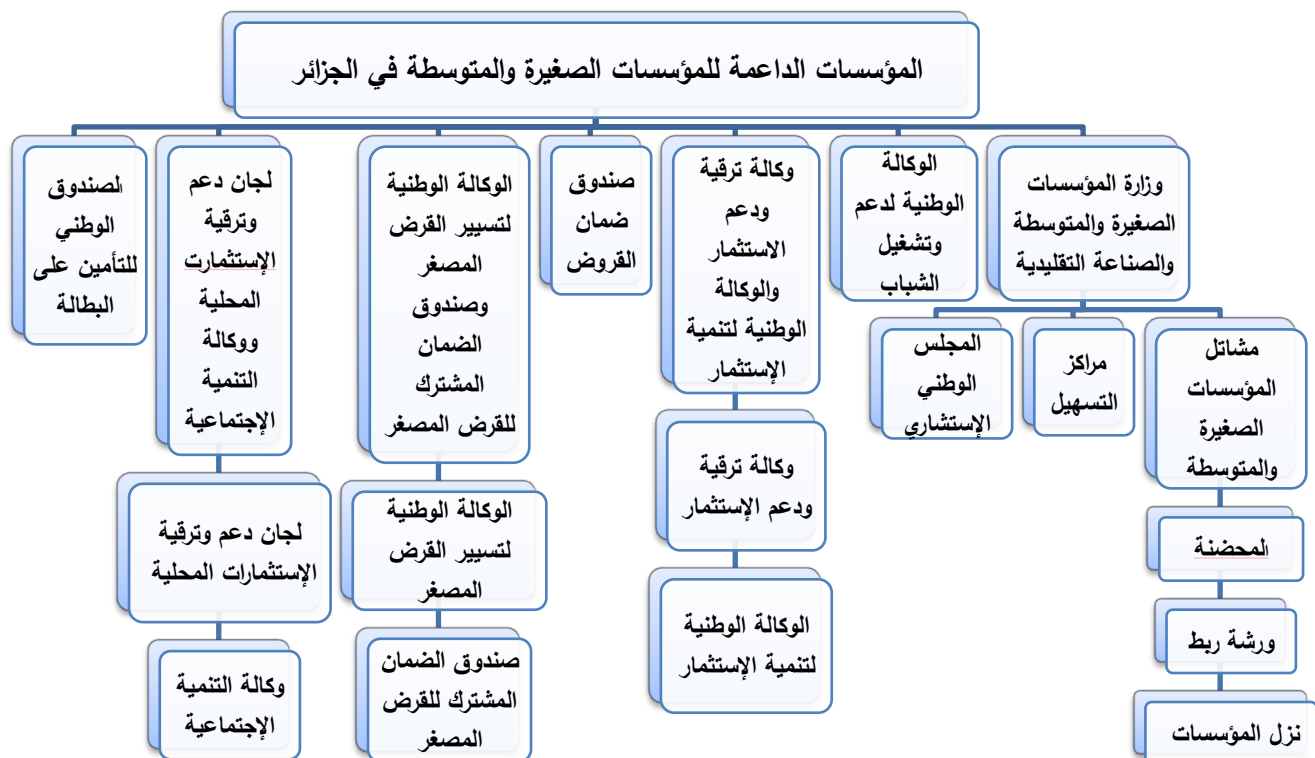 المؤسسات الداعمة للمؤسسات الصغيرة والمتوسطة في الجزائر
وزارة المؤسسات
الصغيرة والمتوسطة
والصناعة التقليدية
الوكالة
الوطنية لدعم
وتشغيل
الشباب
وكالة ترقية
ودعم
الاستثمار
والوكالة
الوطنية لتنمية
الإستثمار
صندوق
ضمان
القروض
الوكالة الوطنية
لتسيير القرض
المصغر
وصندوق
الضمان
المشترك
للقرض المصغر
لجان دعم
وترقية
الإستثمارت
المحلية
ووكالة
التنمية
الإجتماعية
لصندوق
الوطني
للتأمين على
البطالة
مشاتل
المؤسسات
الصغيرة
والمتوسطة
مراكز
التسهيل
المجلس
الوطني
الإستشاري
المحضنة
ورشة ربط
نزل المؤسسات
وكالة ترقية
ودعم الإستثمار
الوكالة الوطنية
لتنمية الإستثمار
الوكالة الوطنية
لتسيير القرض
المصغر
صندوق الضمان
المشترك للقرض
المصغر
لجان دعم وترقية
الإستثمارات المحلية
وكالة التنمية
الإجتماعية